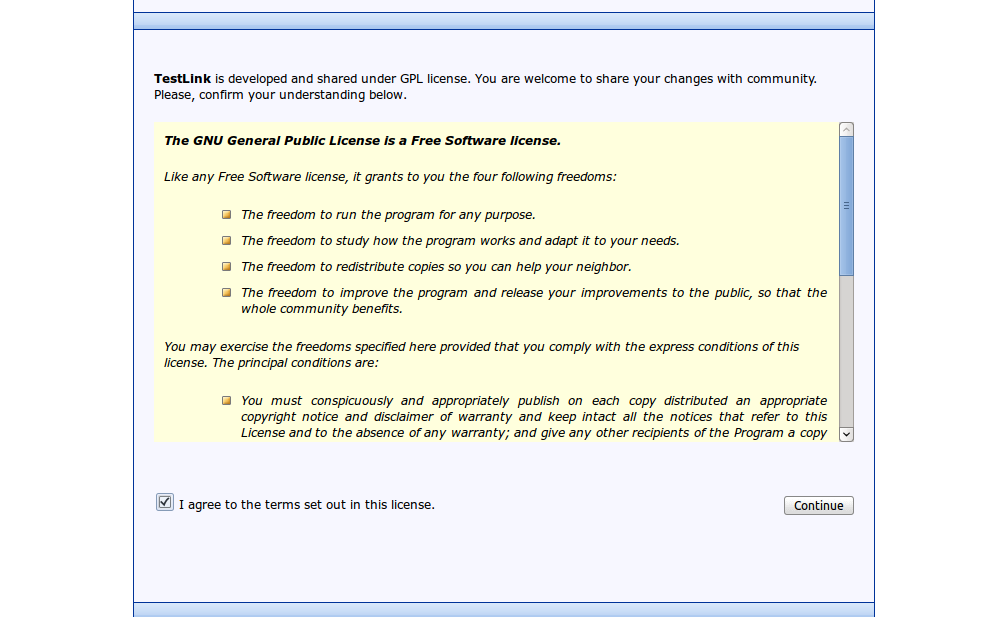 TestLink is developed and shared under GPL license. You are welcome to share your changes with community.
Please, confirm your understanding below.
The GNU General Public License is a Free Software license.
Like any Free Software license, it grants to you the four following freedoms:
The freedom to run the program for any purpose.
The freedom to study how the program works and adapt it to your needs.
The freedom to redistribute copies so you can help your neighbor.
The freedom to improve the program and release your improvements to the public, so that the
whole community benefits.
You may exercise the freedoms specified here provided that you comply with the express conditions of this
license. The principal conditions are:
You must conspicuously and appropriately publish on each copy distributed an appropriate
copyright notice and disclaimer of warranty and keep intact all the notices that refer to this
License and to the absence of any warranty; and give any other recipients of the Program a copy
I agree to the terms set out in this license.
Continue